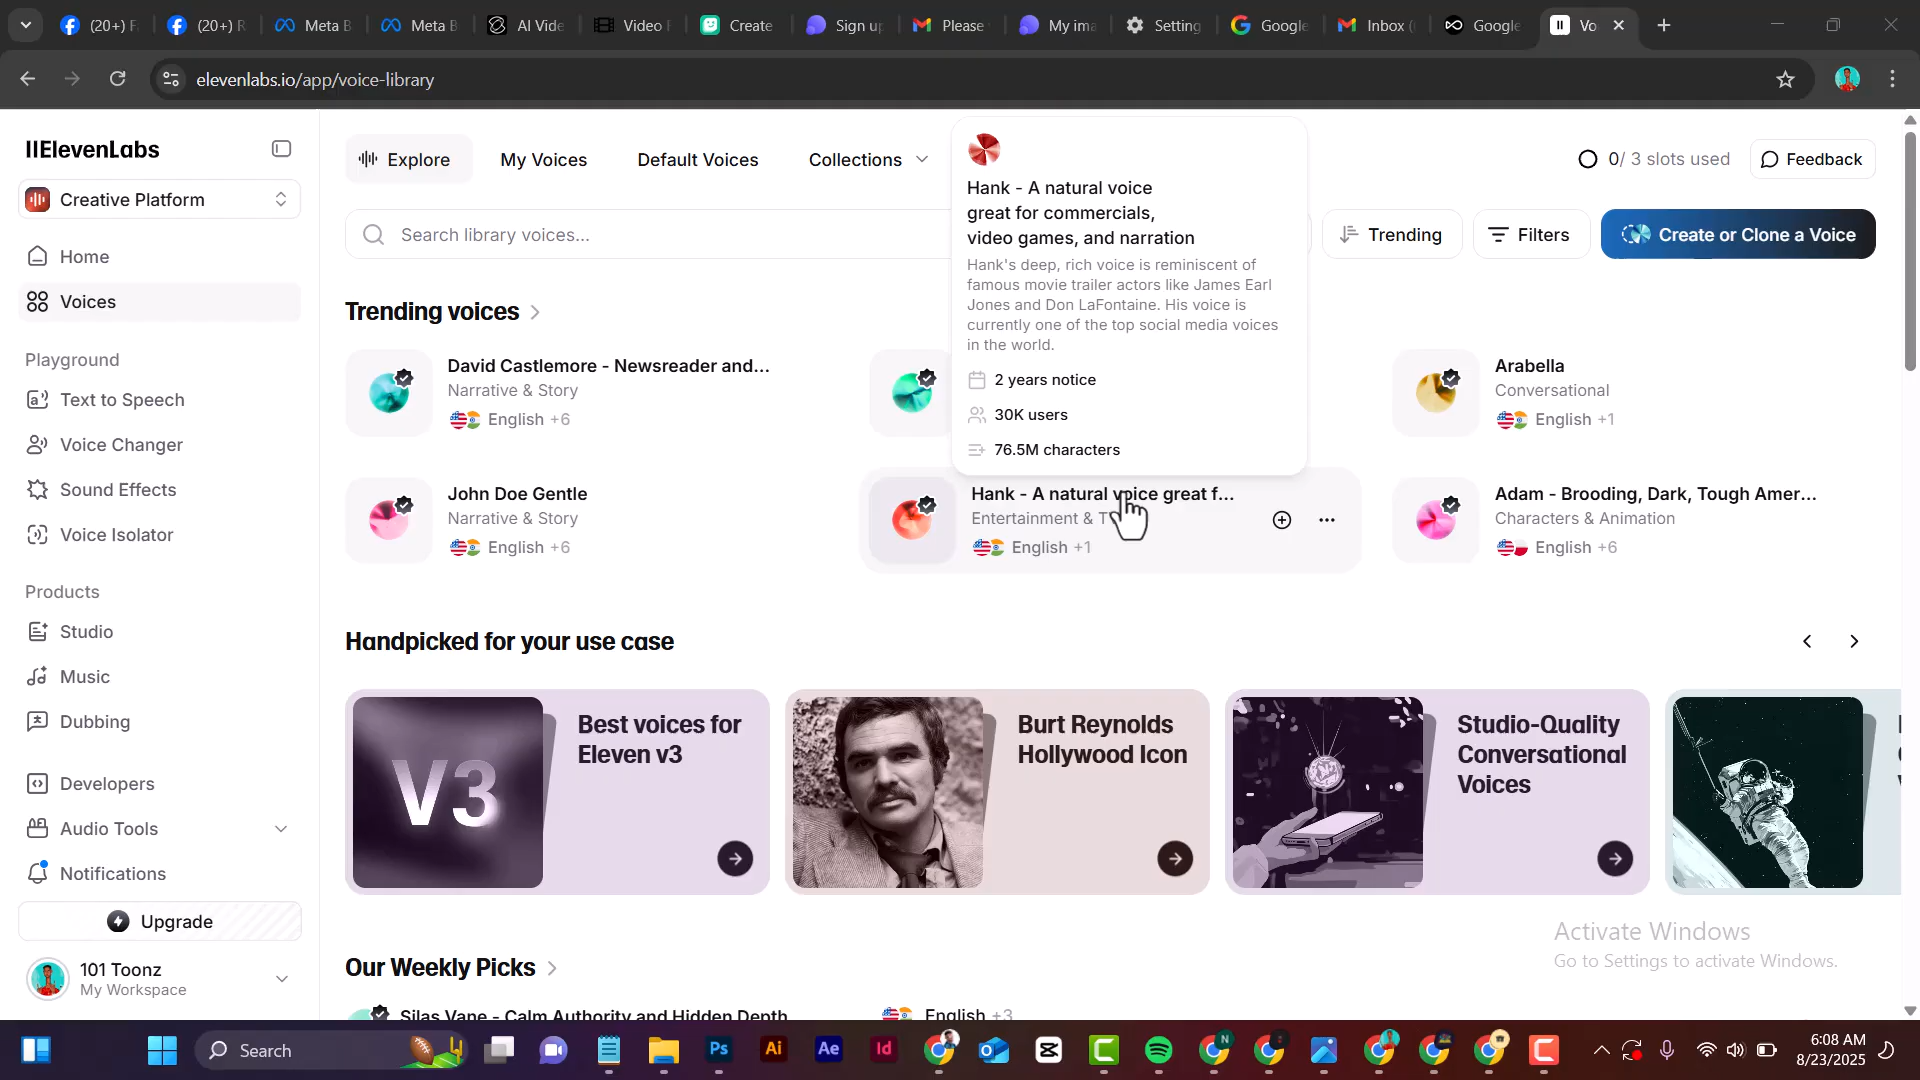 (20+) F
(20+) R
Meta B
Meta B
AI Vide
Video F
Create
Sign up
Please
My ima
Setting
Google
Inbox (
Google
Vo
elevenlabs.io/app/voice-library
IIElevenLabs
Creative Platform
Home
Voices
Playground
Text to Speech
Voice Changer
Sound Effects
Voice Isolator
Products
Studio
Music
Dubbing
Developers
Audio Tools
Notifications
Upgrade
101 Toonz
My Workspace
Explore
My Voices
Default Voices
Collections
0/ 3 slots used
Feedback
Search library voices...
Trending
Filters
Create or Clone a Voice
Hank - A natural voice
great for commercials,
video games, and narration
Hank's deep, rich voice is reminiscent of
famous movie trailer actors like James Earl
Jones and Don LaFontaine. His voice is
currently one of the top social media voices
in the world.
2 years notice
30K users
76.5M characters
Trending voices
David Castlemore - Newsreader and...
Narrative & Story
English +6
Arabella
Conversational
English +1
John Doe Gentle
Narrative & Story
English +6
Hank - A natural voice great f...
Entertainment & T
English +1
Adam - Brooding, Dark, Tough Amer...
Characters & Animation
English +6
Handpicked for your use case
V3
Best voices for
Eleven v3
Burt Reynolds
Hollywood Icon
Studio-Quality
Conversational
Voices
Our Weekly Picks
Silas Vane - Calm Authority and Hidden Depth
English +3
Activate Windows
Go to Settings to activate Windows.
Search
Ps
Ai
Ae
Id
N
6:08 AM
8/23/2025